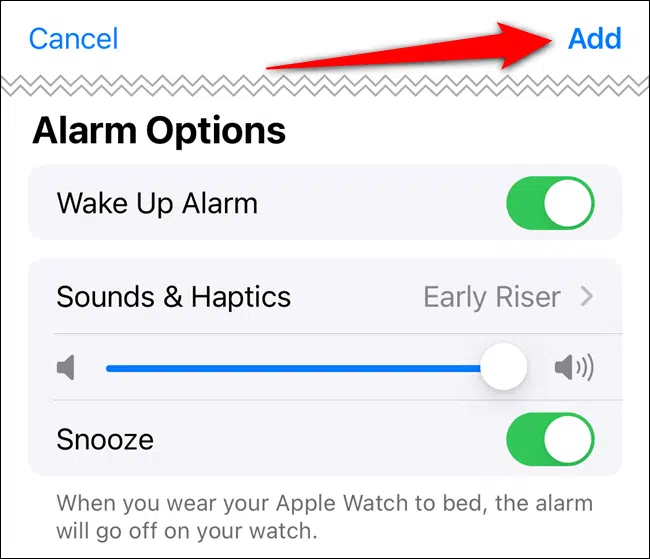 Cancel Add
Alarm Options
Wake Up Alarm
Sounds & Haptics Early Riser
Snooze
When you wear your Apple Watch to bed, the alarm
will go off on your watch.